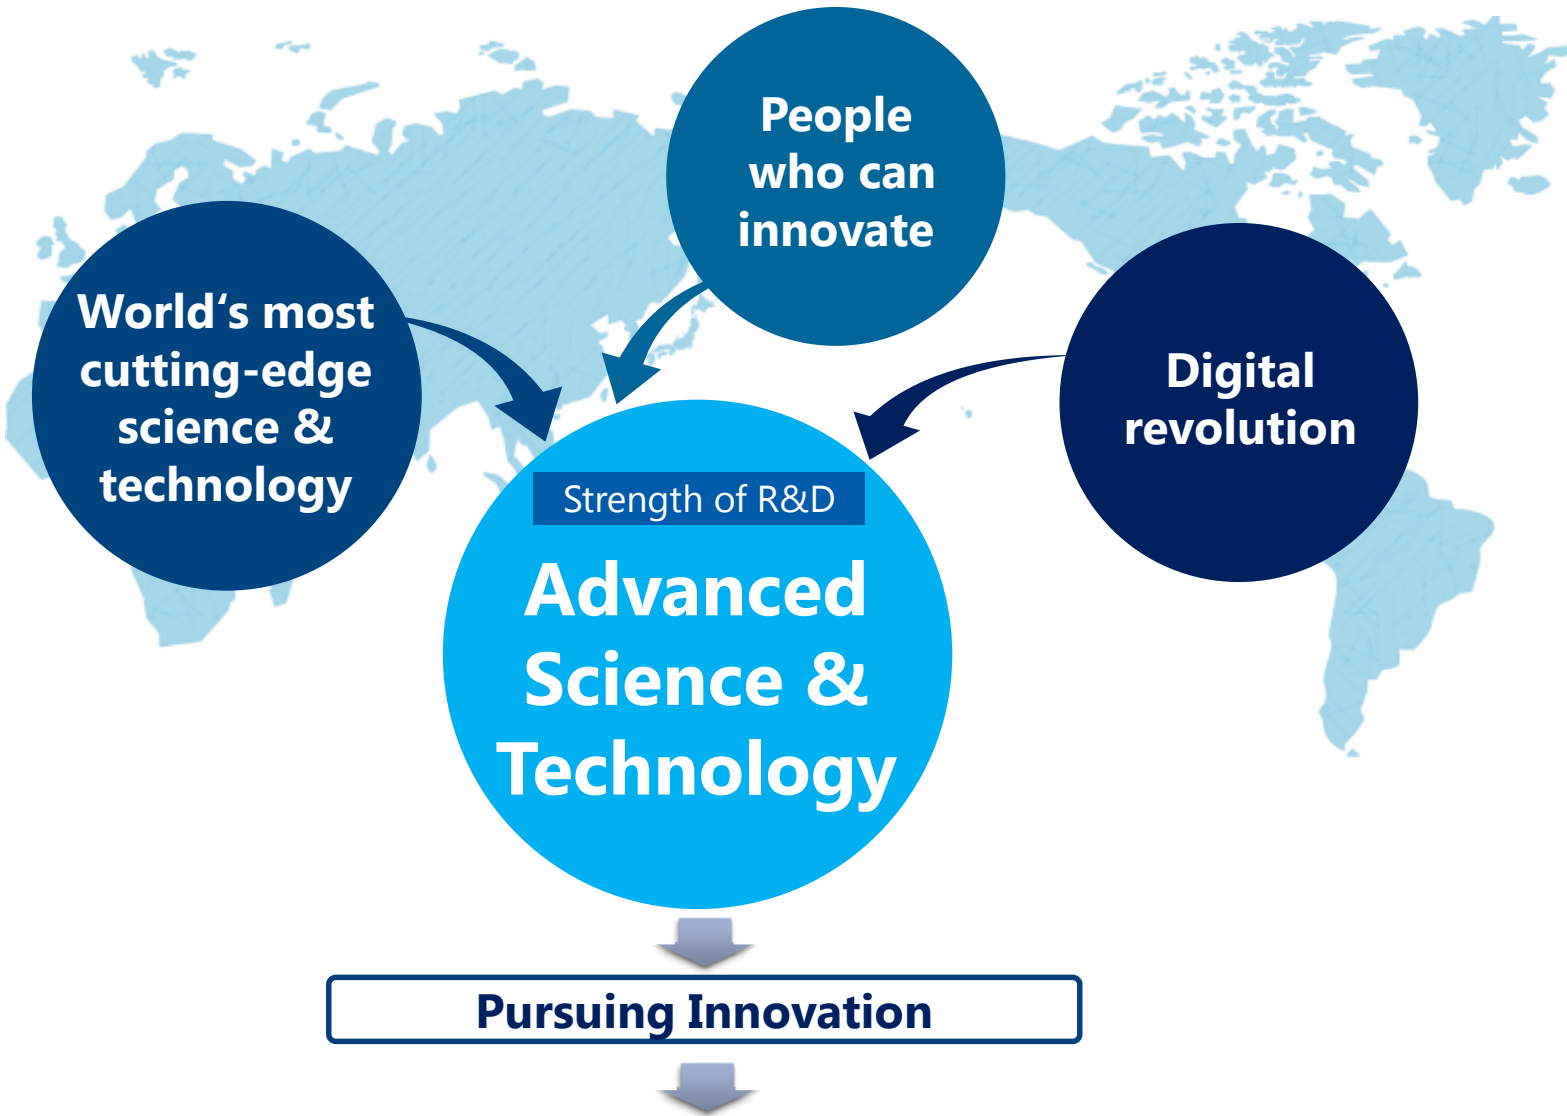 People
who can
innovate
World‘s most
cutting-edge
science &
technology
Digital
revolution
Strength of R&D
Advanced
Science &
Technology
Pursuing Innovation